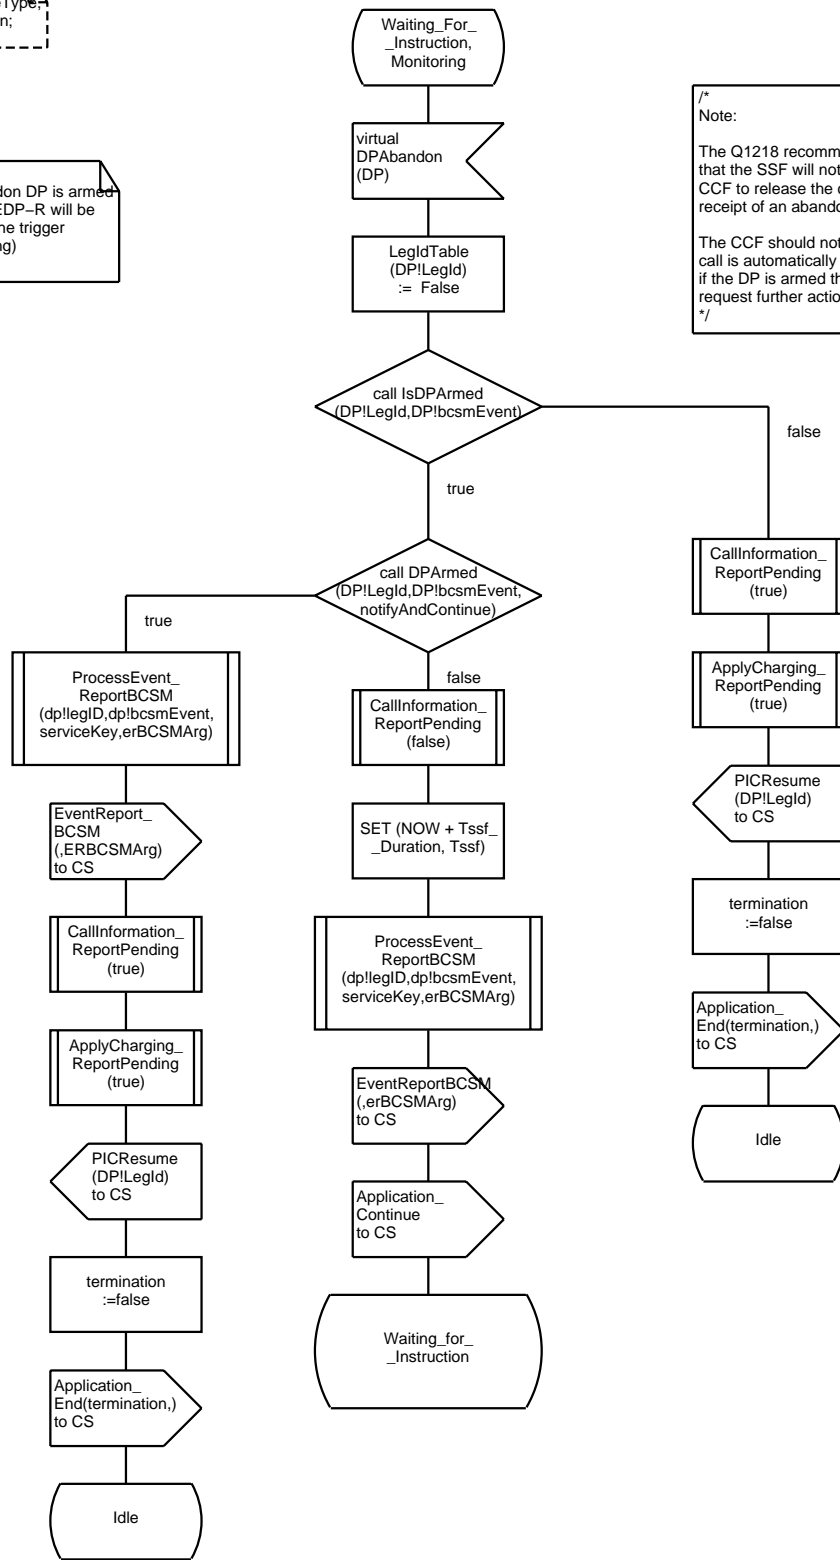 n;
Waiting_For_
_Instruction,
Monitoring
virtual
DPAbandon
(DP)
/*
Note:
The Q1218 recomm
that the SSF will not
CCF to release the
receipt of an abando
The CCF should not
call is automatically
if the DP is armed th
request further actio
*/
don DP is armed
EDP–R will be
he trigger
ng)
LegIdTable
(DP!LegId)
:= False
call IsDPArmed
(DP!LegId,DP!bcsmEvent)
false
true
call DPArmed
(DP!LegId,DP!bcsmEvent,
notifyAndContinue)
true
false
ProcessEvent_
ReportBCSM
(dp!legID,dp!bcsmEvent,
serviceKey,erBCSMArg)
EventReport_
BCSM
(,ERBCSMArg)
to CS
CallInformation_
ReportPending
(true)
ApplyCharging_
ReportPending
(true)
PICResume
(DP!LegId)
to CS
termination
:=false
Application_
End(termination,)
to CS
Idle
CallInformation_
ReportPending
(false)
SET (NOW + Tssf_
_Duration, Tssf)
ProcessEvent_
ReportBCSM
(dp!legID,dp!bcsmEvent,
serviceKey,erBCSMArg)
EventReportBCSM
(,erBCSMArg)
to CS
Application_
Continue
to CS
Waiting_for_
_Instruction
CallInformation_
ReportPending
(true)
ApplyCharging_
ReportPending
(true)
PICResume
(DP!LegId)
to CS
termination
:=false
Application_
End(termination,)
to CS
Idle